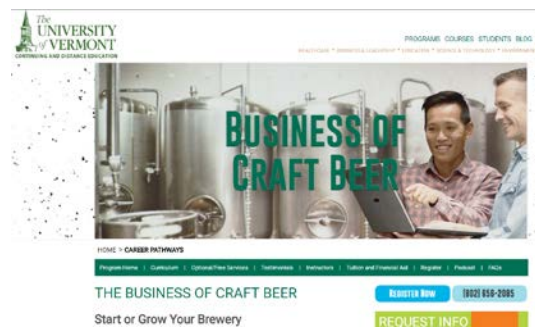 The
UNIVERSITY
of VERMONT
CONTINUING AND DISTANCE EDUCATION
PROGRAMS COURSES STUDENTS BLOG
BUSINESS OF
CRAFT BEER
HOME > CAREER PATHWAYS
Program Home | Curriculum | Optional/Free Services | Testimonials | Instructors | Tuition and Financial Aid | Register | Podcast | FAQs
THE BUSINESS OF CRAFT BEER
REGISTER NOW
(802) 656-2085
Start or Grow Your Brewery
REQUEST INFO